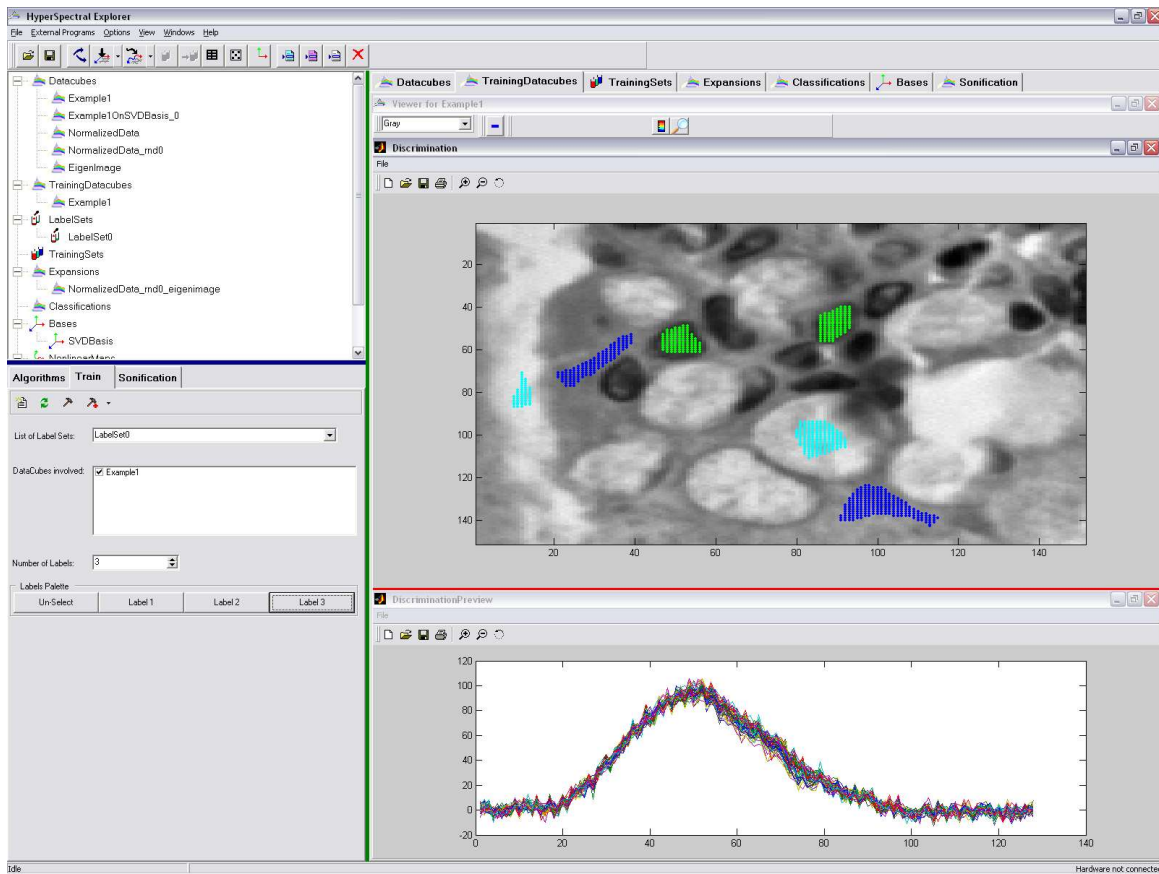 HyperSpectral Explorer
File External Programs Options View Windows Help
Datacubes
Example1
Example1OnSVDBasis_0
NormalizedData
NormalizedData_rnd0
EigenImage
TrainingDatacubes
Example1
LabelSets
LabelSet0
TrainingSets
Expansions
NormalizedData_rnd0_eigenimage
Classifications
Bases
SVDBasis
NonlinearMaps
Algorithms Train Sonification
List of Label Sets: LabelSet0
DataCubes involved: Example1
Number of Labels: 3
Labels Palette
Un-Select Label 1 Label 2 Label 3
Idle
Datacubes TrainingDatacubes TrainingSets Expansions Classifications Bases Sonification
Viewer for Example1
Gray
Discrimination
File
20
40
60
80
100
120
140
20 40 60 80 100 120 140
DiscriminationPreview
File
120
100
80
60
40
20
0
-20
0 20 40 60 80 100 120 140
Hardware not connected